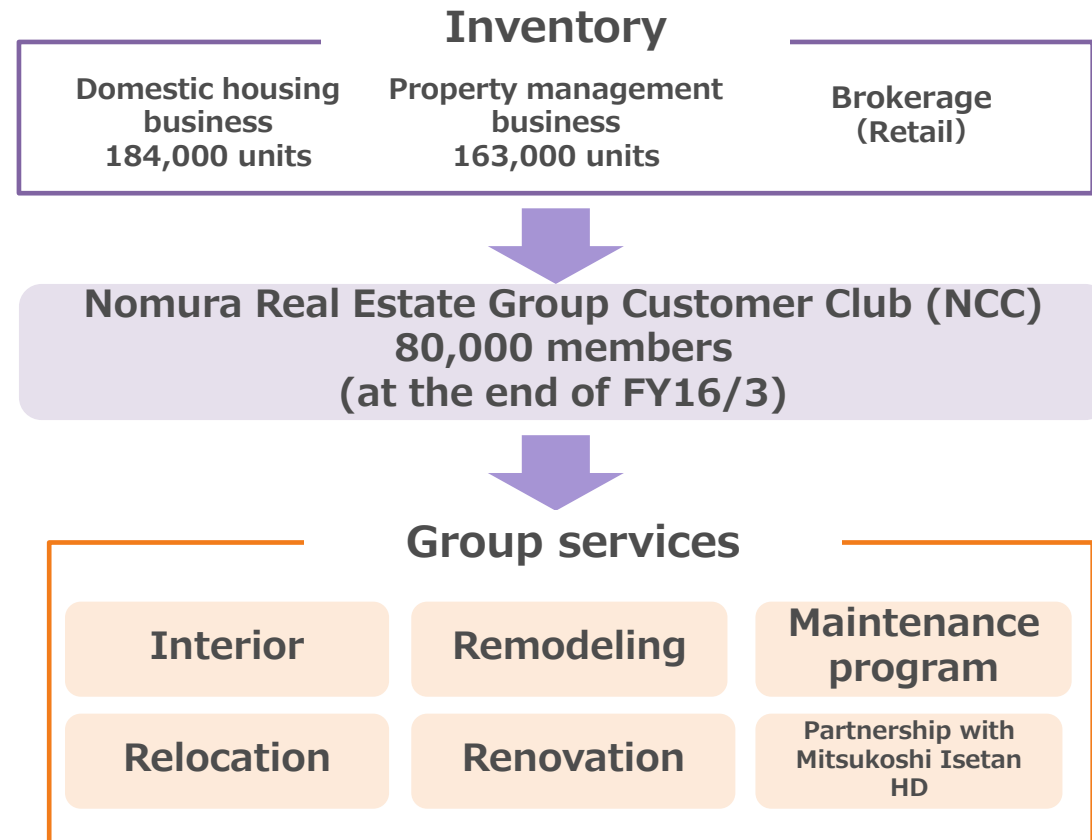 Inventory
Domestic housing
business
184,000 units
Property management
business
163,000 units
Brokerage
(Retail)
Nomura Real Estate Group Customer Club (NCC)
80,000 members
(at the end of FY16/3)
Group services
Interior
Remodeling
Maintenance
program
Relocation
Renovation
Partnership with
Mitsukoshi Isetan
HD